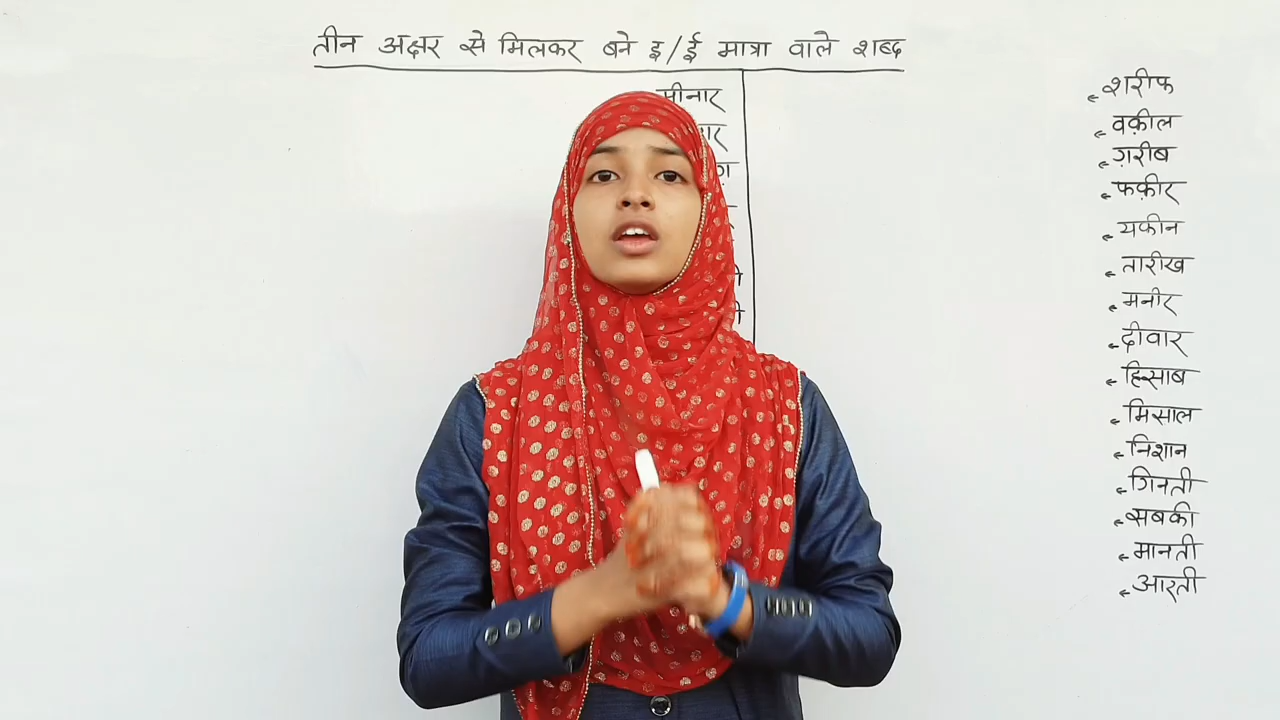 तीन अक्षर से मिलकर बने इ/ई मात्रा वाले शब्द
मीनार
शरीफ
वक़ील
ग़रीब
फक़ीर
यकीन
तारीख
मनीर
दीवार
हिसाब
मिसाल
निशान
गिनती
सबकी
मानती
आरती